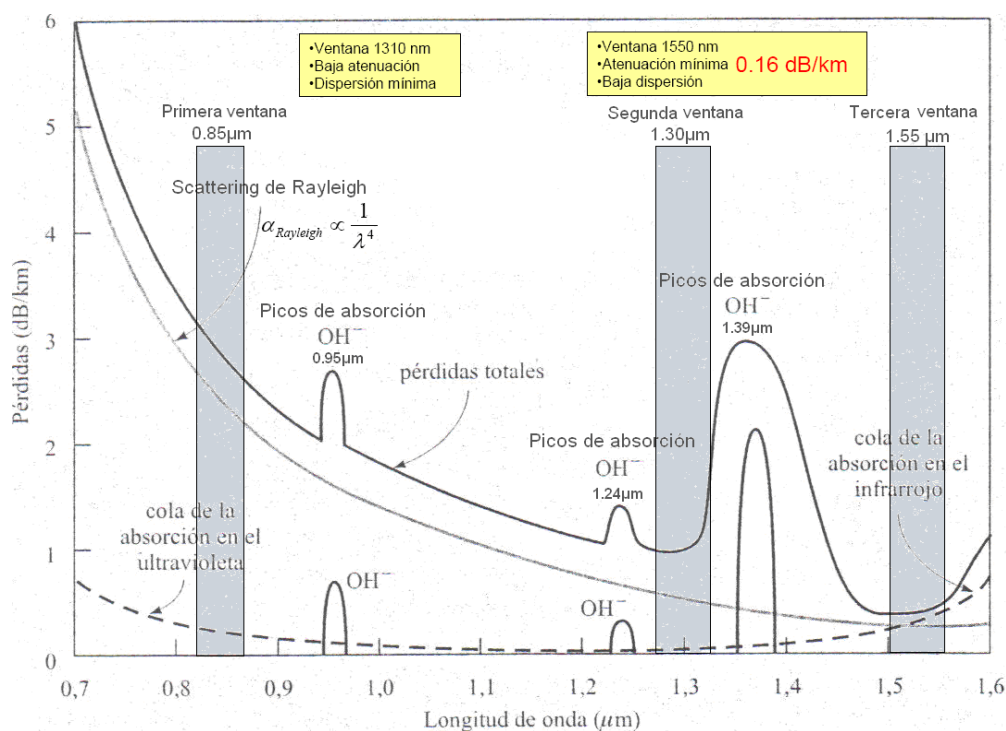 •Ventana 1310 nm
•Baja atenuación
•Dispersión mínima
•Ventana 1550 nm
•Atenuación mínima 0.16 dB/km
•Baja dispersión
Primera ventana
0.85µm
Segunda ventana
1.30µm
Tercera ventana
1.55 µm
Scattering de Rayleigh
α Rayleigh ∝ 1/λ⁴
Picos de absorción
OH⁻
0.95µm
pérdidas totales
Picos de absorción
OH⁻
1.24µm
Picos de absorción
OH⁻
1.39µm
cola de la
absorción en el
infrarrojo
cola de la
absorción en el
ultravioleta
OH⁻
OH⁻
Pérdidas (dB/km)
6
5
4
3
2
1
0
0,7 0,8 0,9 1,0 1,1 1,2 1,3 1,4 1,5 1,6
Longitud de onda (µm)